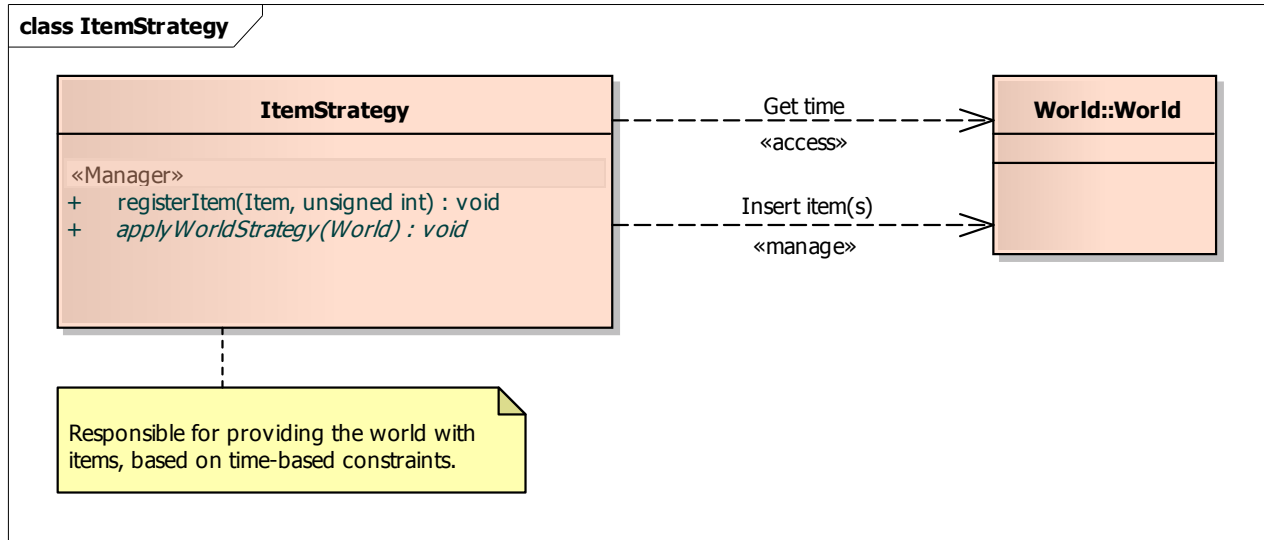 class ItemStrategy
ItemStrategy
«Manager»
+ registerItem(Item, unsigned int) : void
+ applyWorldStrategy(World) : void
Get time
«access»
Insert item(s)
«manage»
World::World
Responsible for providing the world with
items, based on time-based constraints.